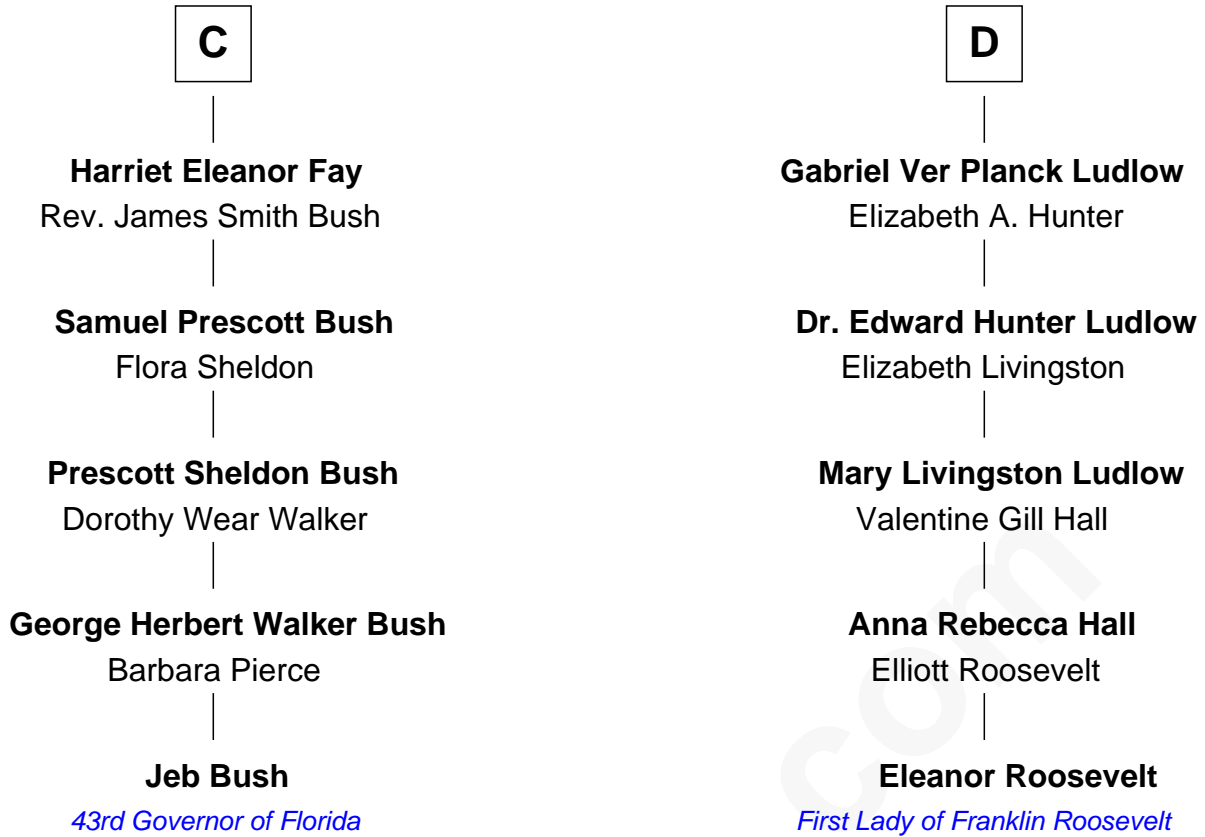 C
Harriet Eleanor Fay
Rev. James Smith Bush
Samuel Prescott Bush
Flora Sheldon
Prescott Sheldon Bush
Dorothy Wear Walker
George Herbert Walker Bush
Barbara Pierce
Jeb Bush
43rd Governor of Florida
D
Gabriel Ver Planck Ludlow
Elizabeth A. Hunter
Dr. Edward Hunter Ludlow
Elizabeth Livingston
Mary Livingston Ludlow
Valentine Gill Hall
Anna Rebecca Hall
Elliott Roosevelt
Eleanor Roosevelt
First Lady of Franklin Roosevelt
com